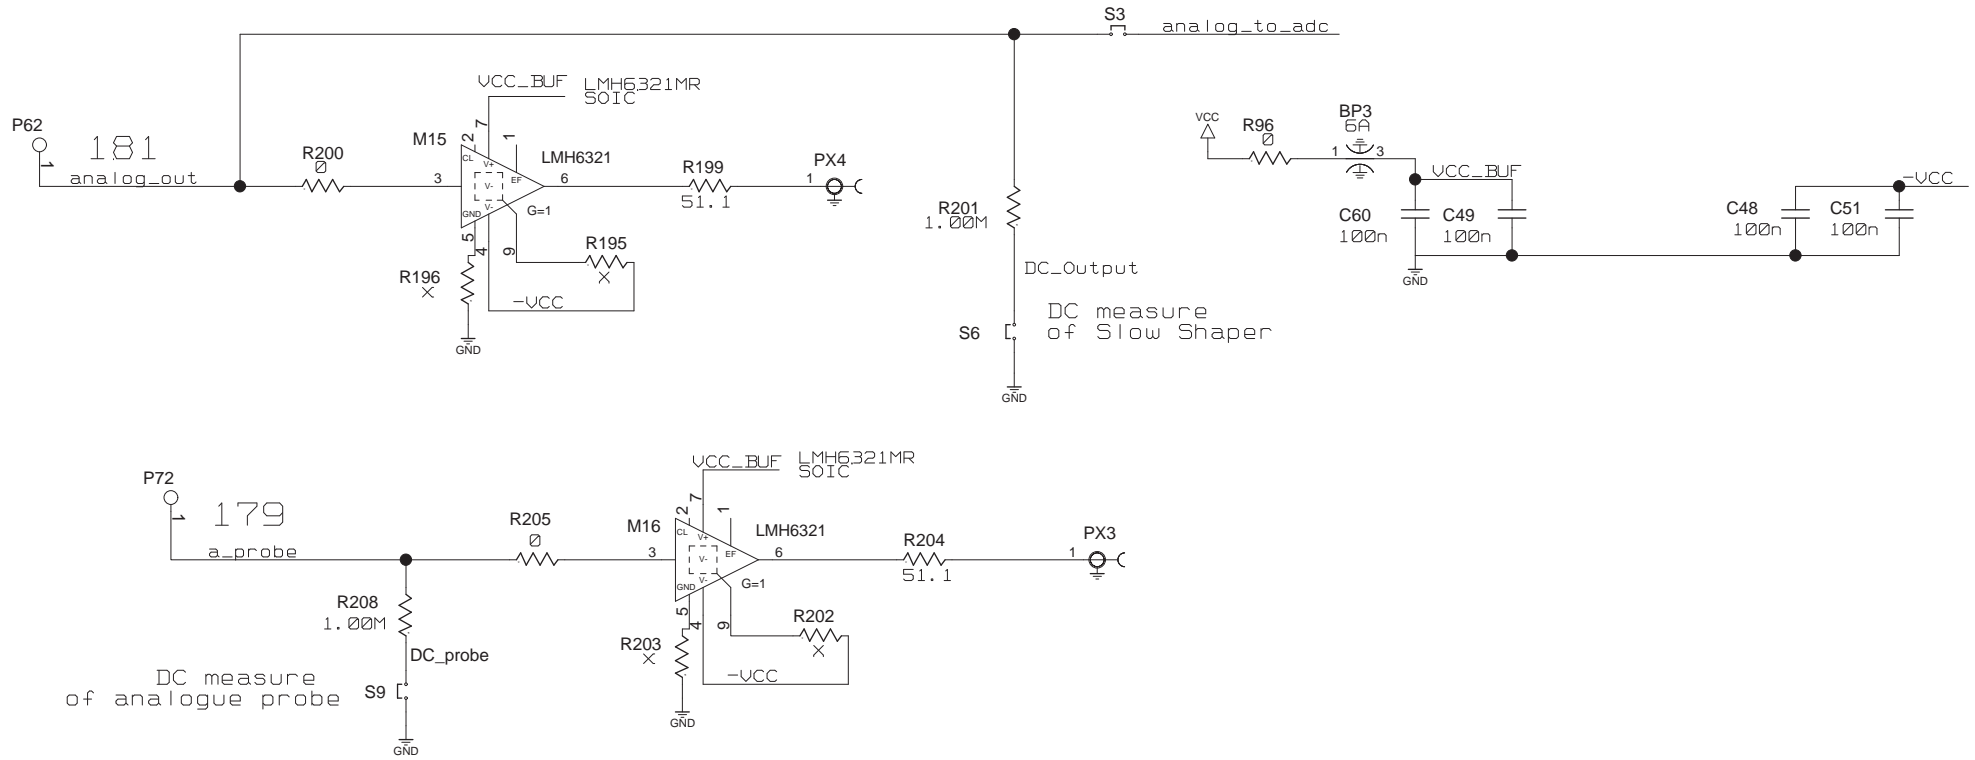 S3
analog_to_adc
VCC_BUF
LMH6321MR
SOIC
P62
1
181
analog_out
R200
0
M15
2
7
1
CL
V+
EF
V-
V-
GND
LMH6321
3
6
G=1
5
4
9
R199
51.1
1
PX4
R195
X
R196
X
-VCC
GND
R201
1.00M
DC_Output
S6
DC measure
of Slow Shaper
GND
VCC
R96
0
BP3
6A
1
3
VCC_BUF
C60
100n
C49
100n
GND
-VCC
C48
100n
C51
100n
P72
1
179
a_probe
R205
0
VCC_BUF
LMH6321MR
SOIC
M16
2
7
1
CL
V+
EF
V-
V-
GND
LMH6321
3
6
G=1
5
4
9
R204
51.1
1
PX3
R202
X
R203
X
-VCC
GND
R208
1.00M
DC_probe
DC measure
of analogue probe
S9
GND